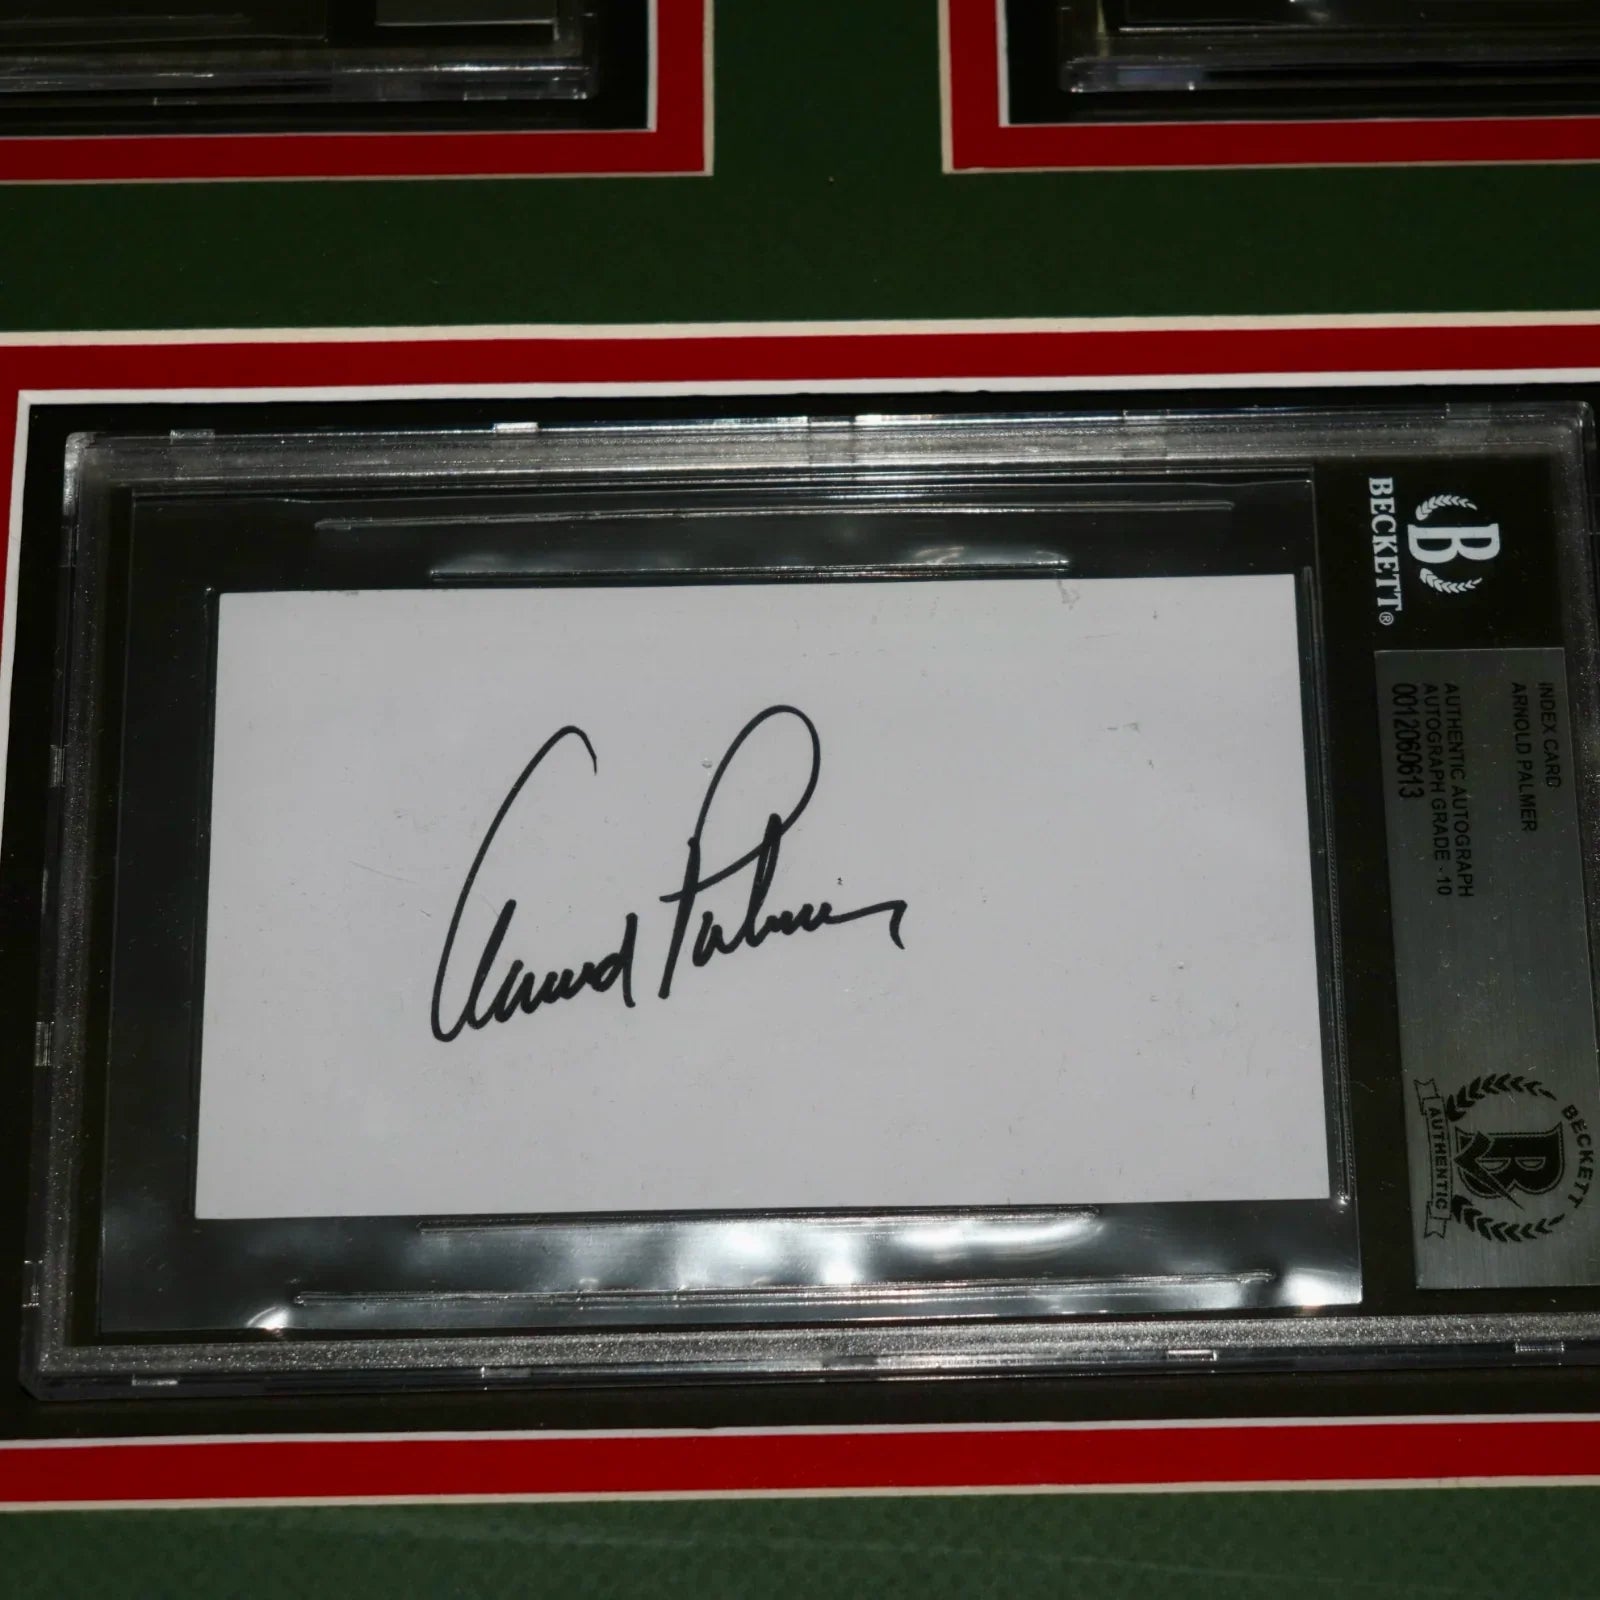 Arnold Palmer
B
BECKETT®
INDEX CARD
ARNOLD PALMER
AUTHENTIC AUTOGRAPH
AUTOGRAPH GRADE - 10
0012060613
BECKETT
B
AUTHENTIC